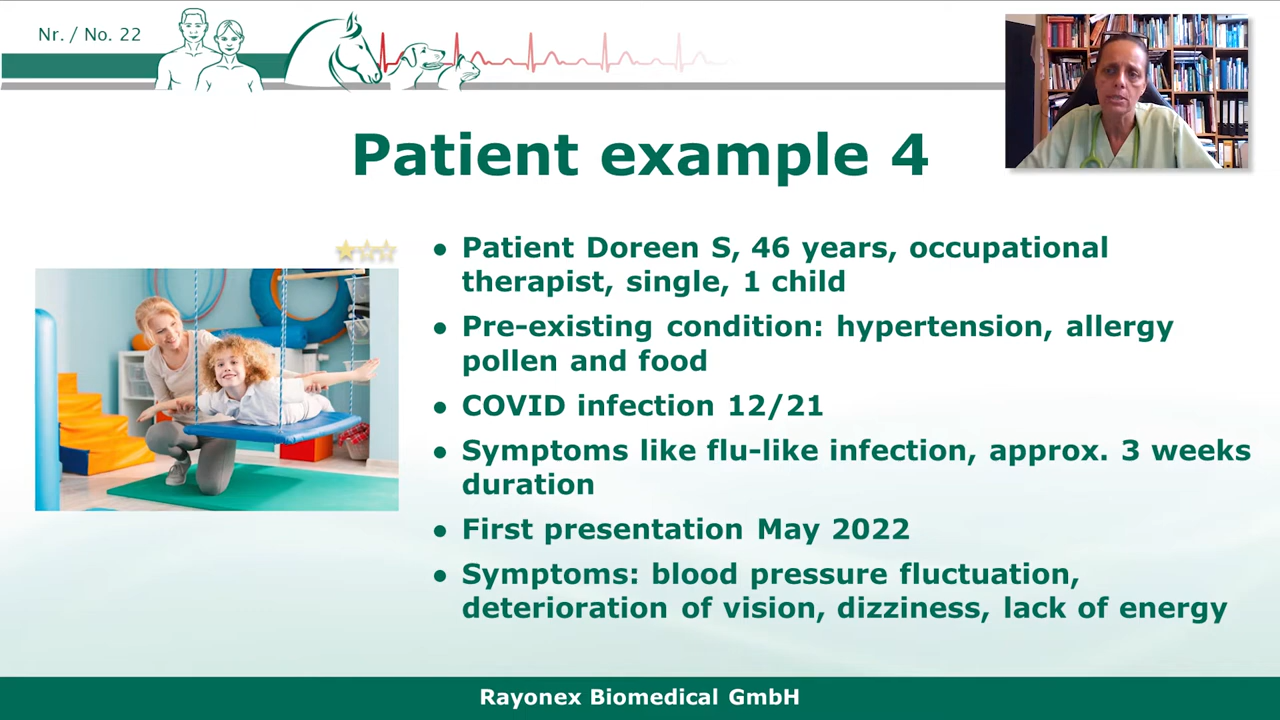 Nr. / No. 22
Patient example 4
● Patient Doreen S, 46 years, occupational
therapist, single, 1 child
● Pre-existing condition: hypertension, allergy
pollen and food
● COVID infection 12/21
● Symptoms like flu-like infection, approx. 3 weeks
duration
● First presentation May 2022
● Symptoms: blood pressure fluctuation,
deterioration of vision, dizziness, lack of energy
Rayonex Biomedical GmbH